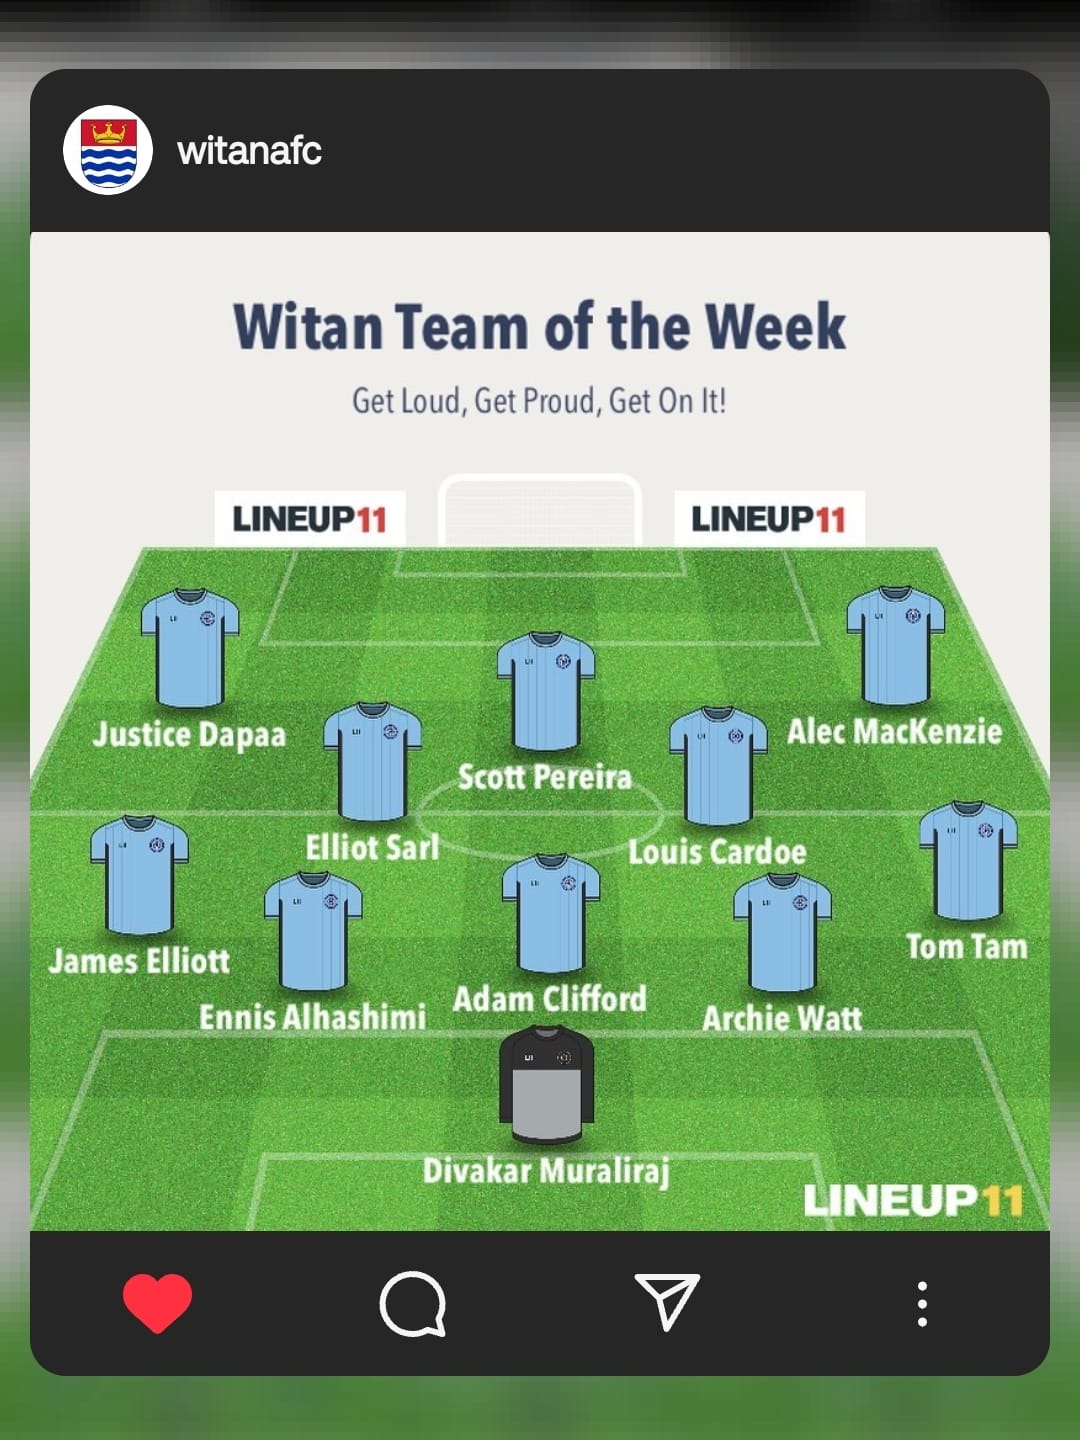 witanafc
Witan Team of the Week
Get Loud, Get Proud, Get On It!
LINEUP11
LINEUP11
Justice Dapaa
Scott Pereira
Alec MacKenzie
Elliot Sarl
Louis Cardoe
James Elliott
Tom Tam
Ennis Alhashimi
Adam Clifford
Archie Watt
Divakar Muraliraj
LINEUP11